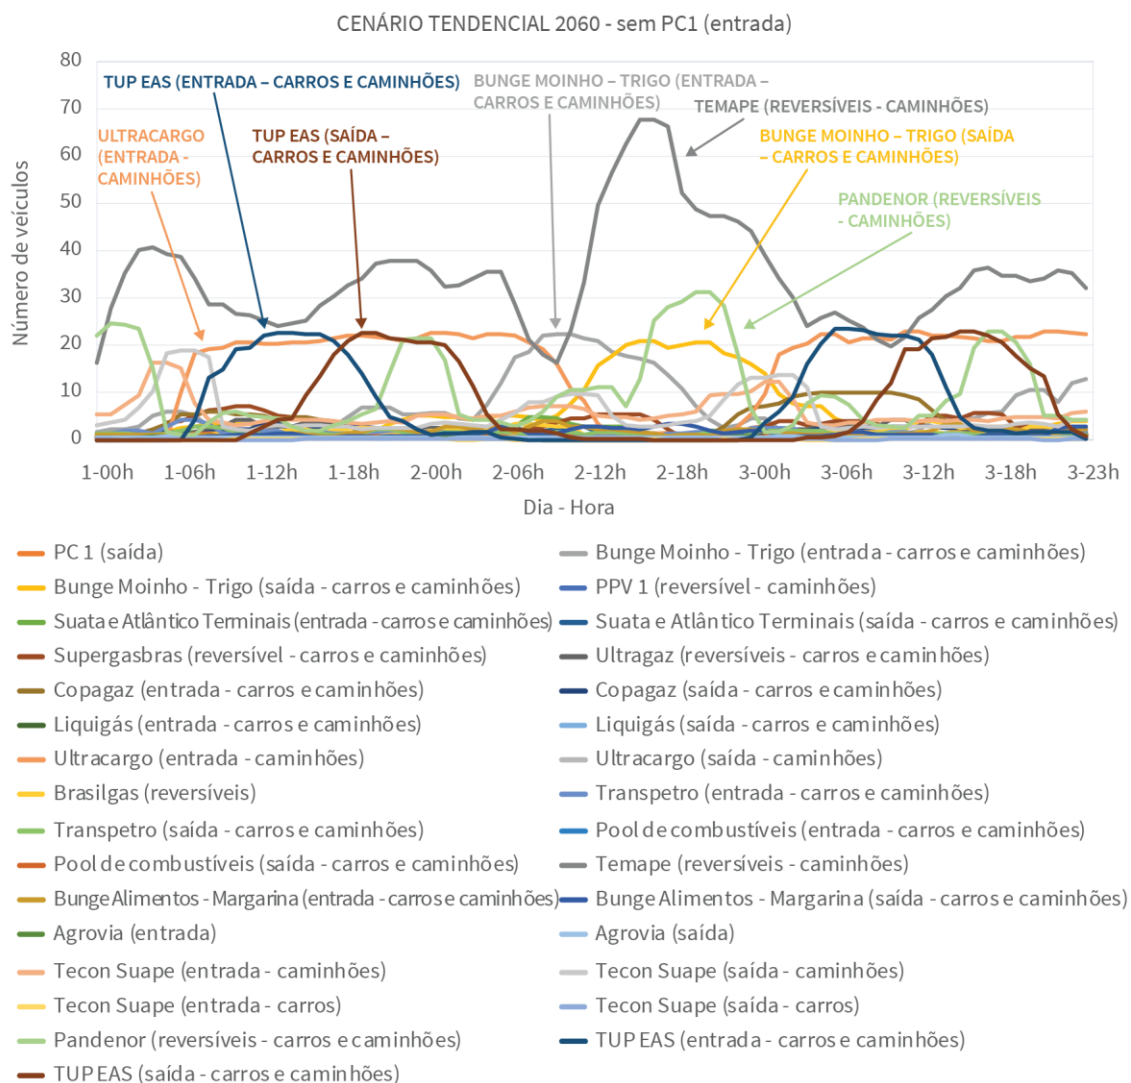 CENÁRIO TENDENCIAL 2060 - sem PC1 (entrada)
80
70
60
50
40
30
20
10
0
Número de veículos
TUP EAS (ENTRADA – CARROS E CAMINHÕES)
BUNGE MOINHO – TRIGO (ENTRADA –
CARROS E CAMINHÕES)
TEMAPE (REVERSÍVEIS - CAMINHÕES)
ULTRACARGO
(ENTRADA -
CAMINHÕES)
TUP EAS (SAÍDA –
CARROS E CAMINHÕES)
BUNGE MOINHO – TRIGO (SAÍDA
– CARROS E CAMINHÕES)
PANDENOR (REVERSÍVEIS
- CAMINHÕES)
1-00h 1-06h 1-12h 1-18h 2-00h 2-06h 2-12h 2-18h 3-00h 3-06h 3-12h 3-18h 3-23h
Dia - Hora
PC 1 (saída)
Bunge Moinho - Trigo (entrada - carros e caminhões)
Bunge Moinho - Trigo (saída - carros e caminhões)
PPV 1 (reversível - caminhões)
Suata e Atlântico Terminais (entrada - carros e caminhões)
Suata e Atlântico Terminais (saída - carros e caminhões)
Supergasbras (reversível - carros e caminhões)
Ultragaz (reversíveis - carros e caminhões)
Copagaz (entrada - carros e caminhões)
Copagaz (saída - carros e caminhões)
Liquigás (entrada - carros e caminhões)
Liquigás (saída - carros e caminhões)
Ultracargo (entrada - caminhões)
Ultracargo (saída - caminhões)
Brasilgas (reversíveis)
Transpetro (entrada - carros e caminhões)
Transpetro (saída - carros e caminhões)
Pool de combustíveis (entrada - carros e caminhões)
Pool de combustíveis (saída - carros e caminhões)
Temape (reversíveis - caminhões)
Bunge Alimentos - Margarina (entrada - carros e caminhões)
Bunge Alimentos - Margarina (saída - carros e caminhões)
Agrovia (entrada)
Agrovia (saída)
Tecon Suape (entrada - caminhões)
Tecon Suape (saída - caminhões)
Tecon Suape (entrada - carros)
Tecon Suape (saída - carros)
Pandenor (reversíveis - carros e caminhões)
TUP EAS (entrada - carros e caminhões)
TUP EAS (saída - carros e caminhões)